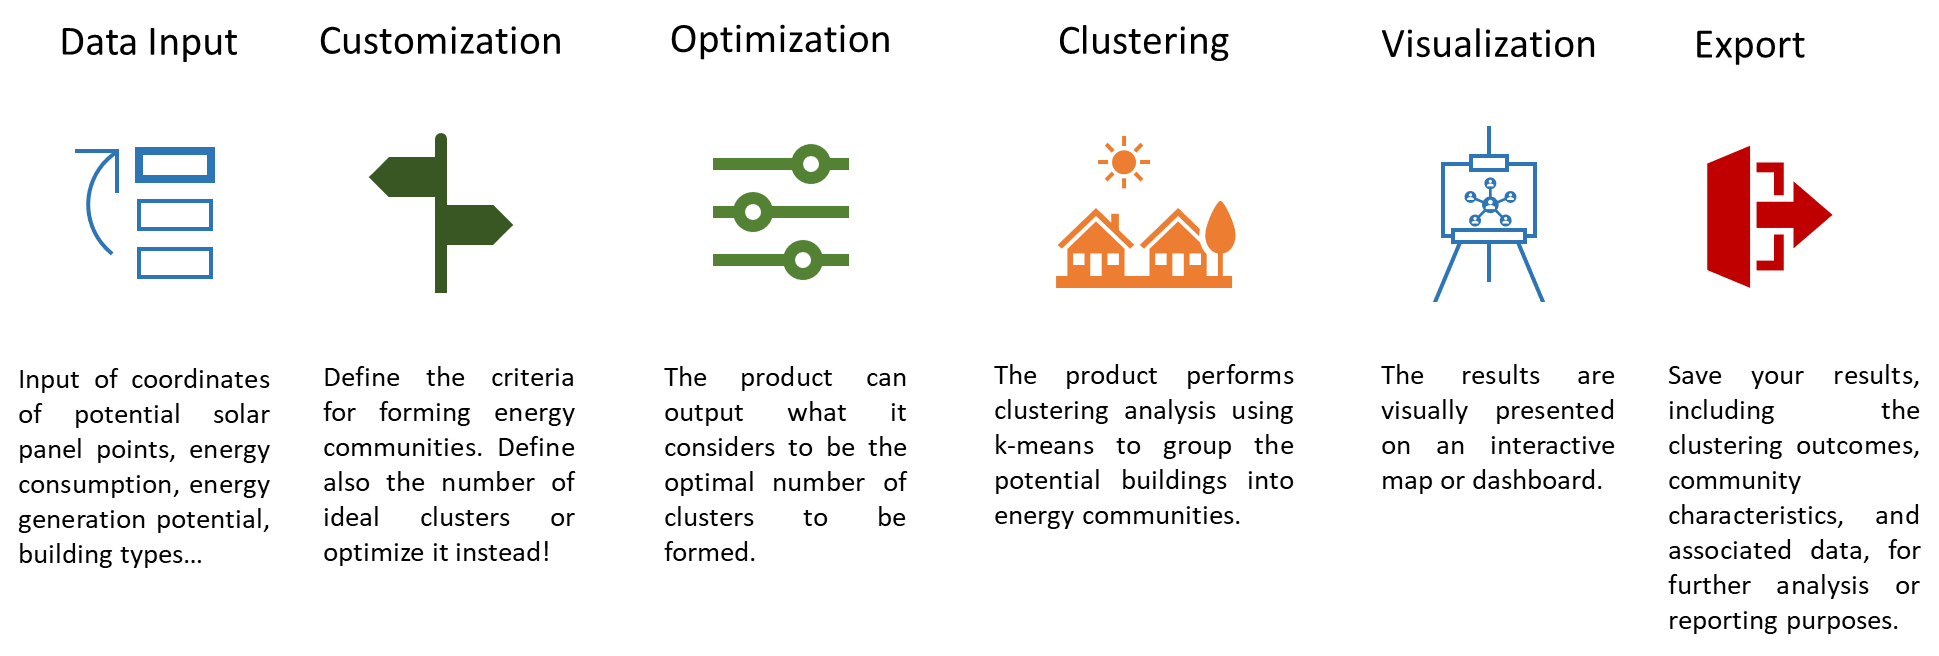 Data Input
Input of coordinates
of potential solar
panel points, energy
consumption, energy
generation potential,
building types...
Customization
Define the criteria
for forming energy
communities. Define
also the number of
ideal clusters or
optimize it instead!
Optimization
The product can
output what it
considers to be the
optimal number of
clusters to be
formed.
Clustering
The product performs
clustering analysis using
k-means to group the
potential buildings into
energy communities.
Visualization
The results are
visually presented
on an interactive
map or dashboard.
Export
Save your results,
including the
clustering outcomes,
community
characteristics, and
associated data, for
further analysis or
reporting purposes.